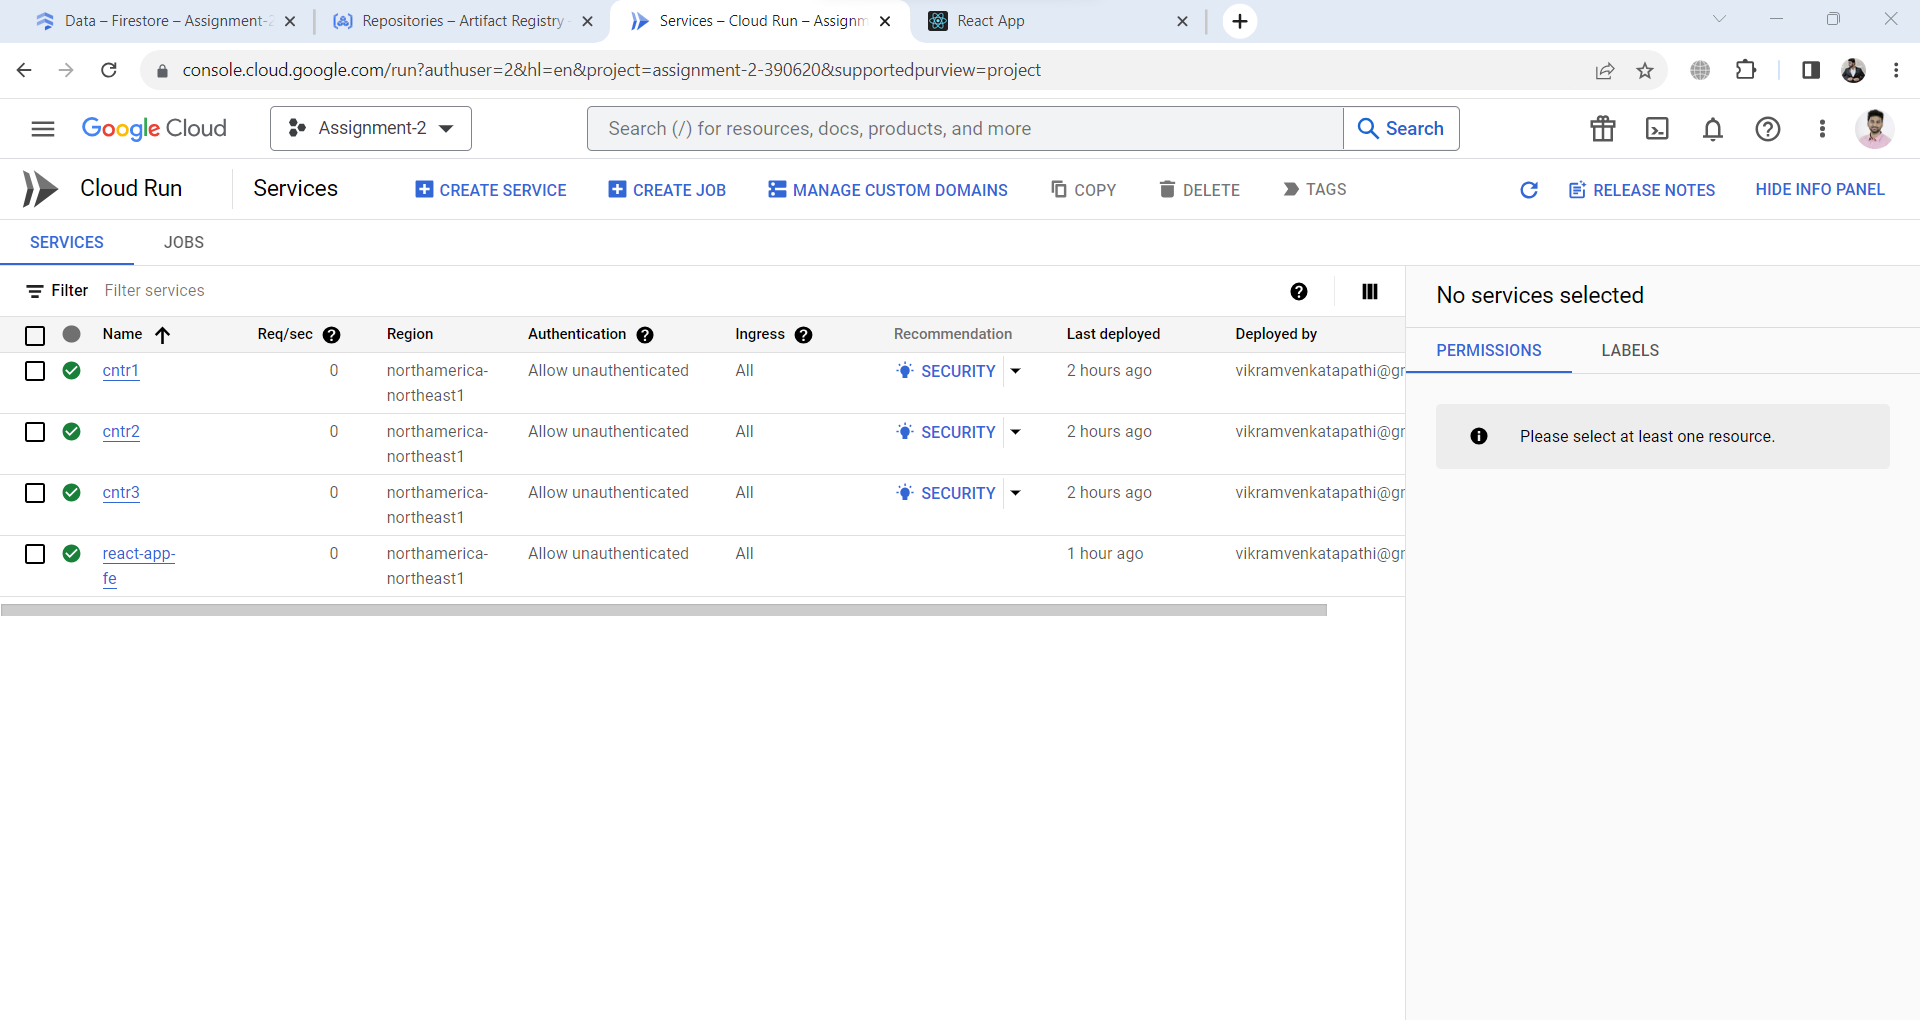 Data – Firestore – Assignment-2
Repositories – Artifact Registry
Services – Cloud Run – Assignm
React App
console.cloud.google.com/run?authuser=2&hl=en&project=assignment-2-390620&supportedpurview=project
Google Cloud
Assignment-2
Search (/) for resources, docs, products, and more
Search
Cloud Run
Services
CREATE SERVICE
CREATE JOB
MANAGE CUSTOM DOMAINS
COPY
DELETE
TAGS
RELEASE NOTES
HIDE INFO PANEL
SERVICES
JOBS
Filter Filter services
Name Req/sec Region Authentication Ingress Recommendation Last deployed Deployed by
cntr1 0 northamerica- Allow unauthenticated All SECURITY 2 hours ago vikramvenkatapathi@gr
northeast1
cntr2 0 northamerica- Allow unauthenticated All SECURITY 2 hours ago vikramvenkatapathi@gr
northeast1
cntr3 0 northamerica- Allow unauthenticated All SECURITY 2 hours ago vikramvenkatapathi@gr
northeast1
react-app- 0 northamerica- Allow unauthenticated All 1 hour ago vikramvenkatapathi@gr
fe northeast1
No services selected
PERMISSIONS
LABELS
Please select at least one resource.